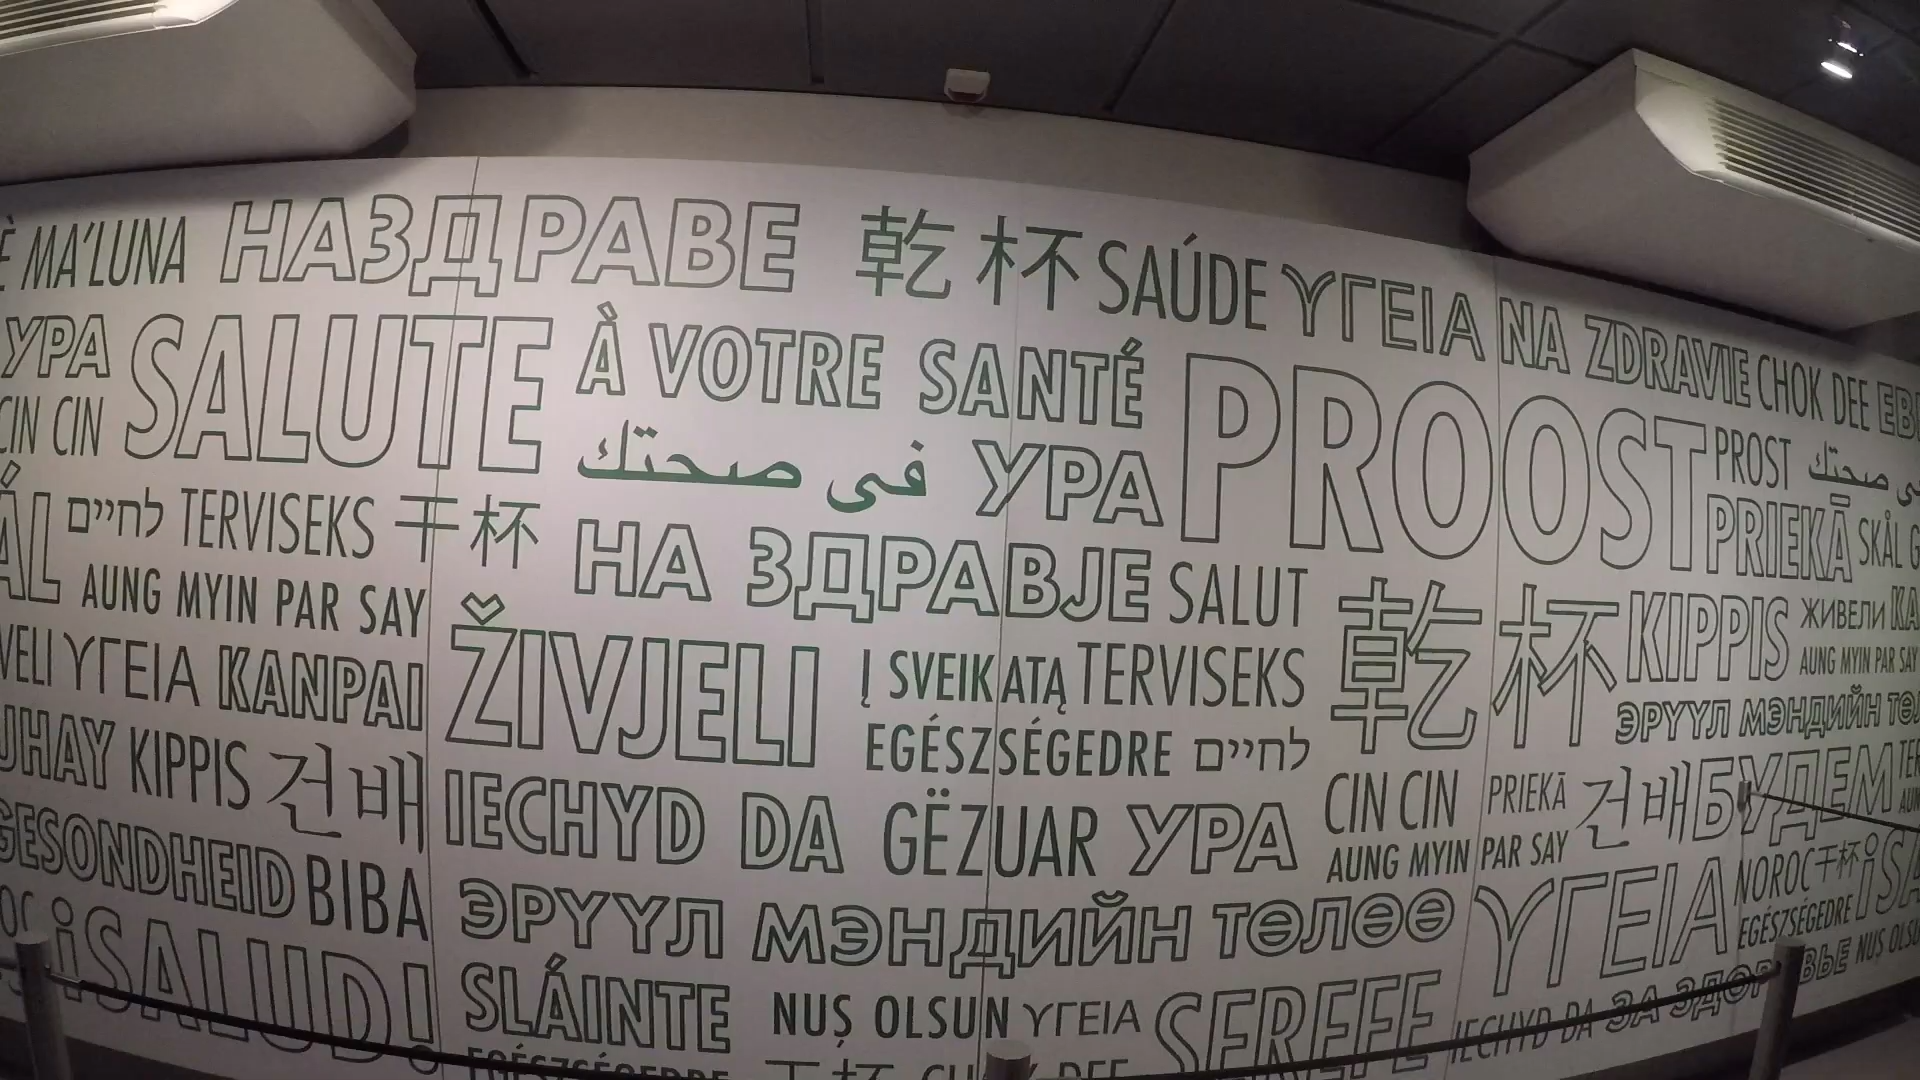 MA'LUNA НАЗДРАВЕ 乾杯 SAÚDE ΥΓΕΙΑ NA ZDRAVIE CHOK DEE
УРА SALUTE À VOTRE SANTÉ PROOST
CIN CIN في صحتك УРА PROST في صحتك
לחיים TERVISEKS 干杯 НА ЗДРАВЈЕ SALUT PRIEKĀ SKÅL
AUNG MYIN PAR SAY 乾杯 KIPPIS ЖИВЕЛИ
ΥΓΕΙΑ KANPAI ŽIVJELI Į SVEIKATĄ TERVISEKS AUNG MYIN PAR SAY
KIPPIS 건배 EGÉSZSÉGEDRE לחיים ЭРҮҮЛ МЭНДИЙН
IECHYD DA GËZUAR УРА CIN CIN PRIEKĀ 건배 БУДЕМ
GESONDHEID BIBA AUNG MYIN PAR SAY
ЭРҮҮЛ МЭНДИЙН ТӨЛӨӨ ΥΓΕΙΑ NOROC 干杯
¡SALUD! EGÉSZSÉGEDRE
SLÁINTE NUŞ OLSUN ΥΓΕΙΑ ŞEREFE IECHYD DA ЗА ЗДОРОВЬЕ NUŞ OLSUN